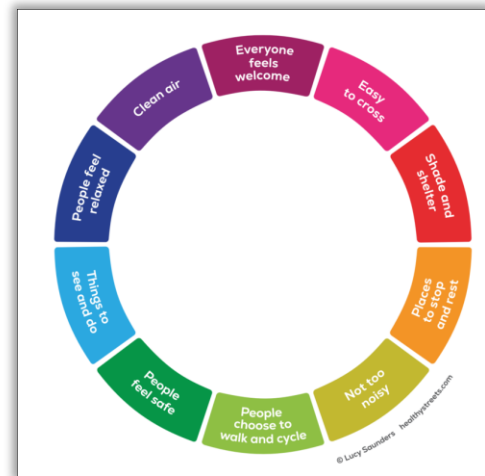 Everyone
feels
welcome
Easy
to cross
Shade and
shelter
Places
to stop
and rest
Not too
noisy
People
choose to
walk and cycle
People
feel safe
Things to
see and do
People feel
relaxed
Clean air
© Lucy Saunders healthystreets.com